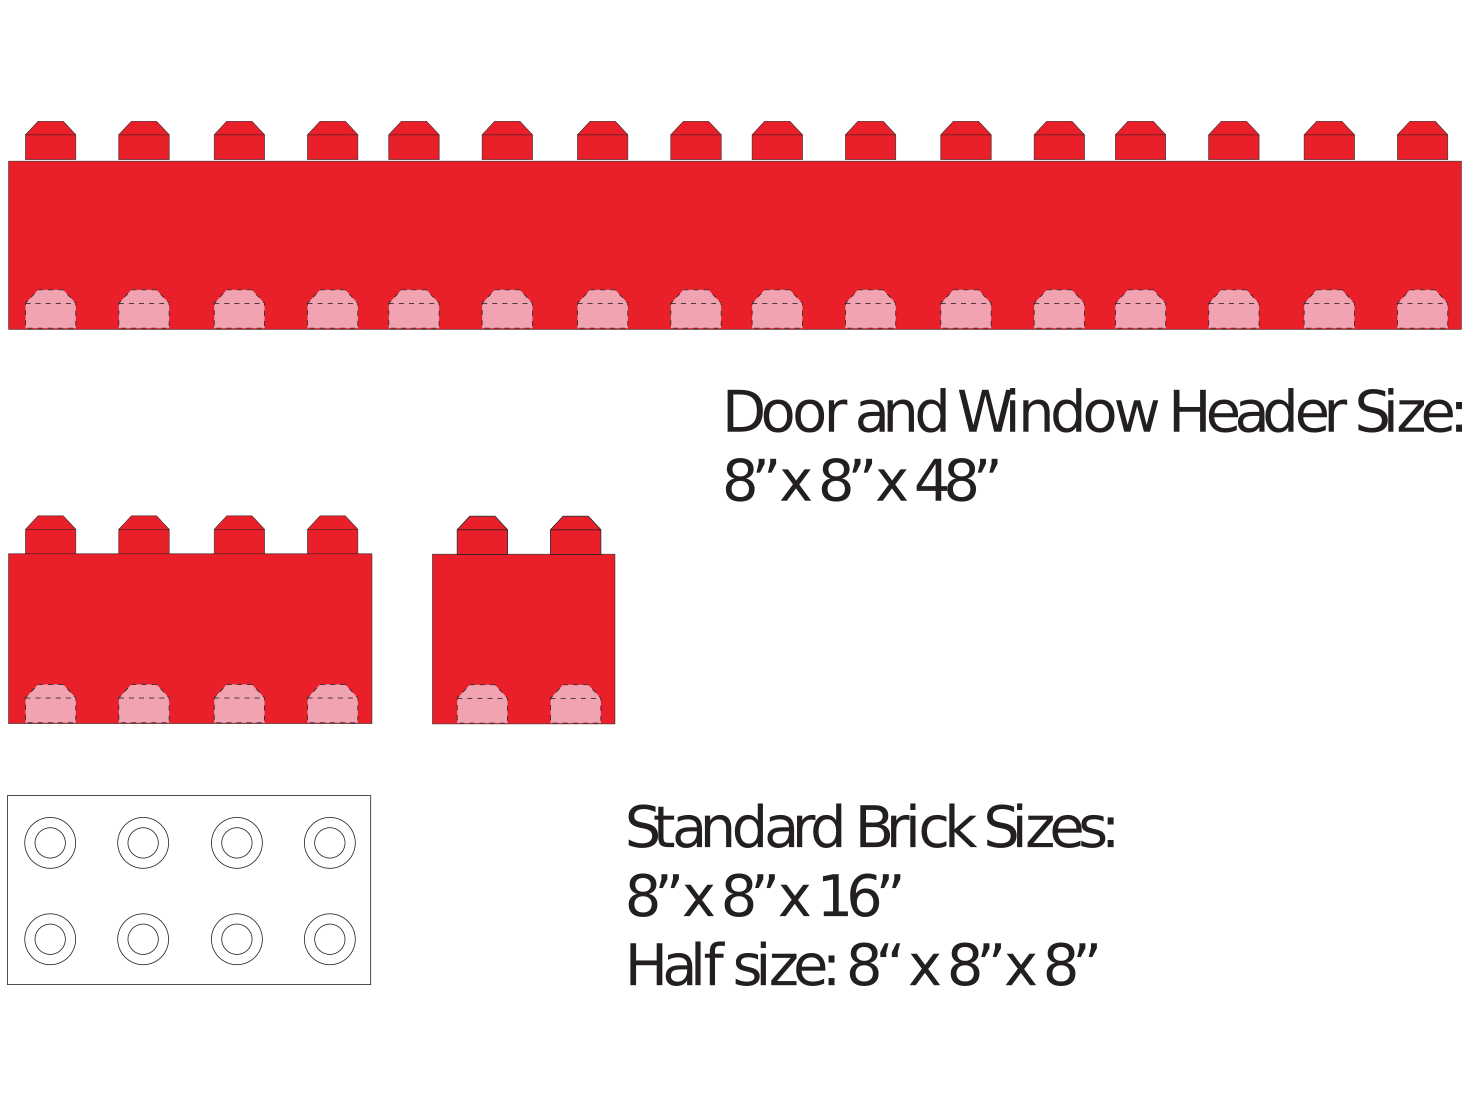 Door and Window Header Size:
8” x 8” x 48”
Standard Brick Sizes:
8” x 8” x 16”
Half size: 8“ x 8” x 8”